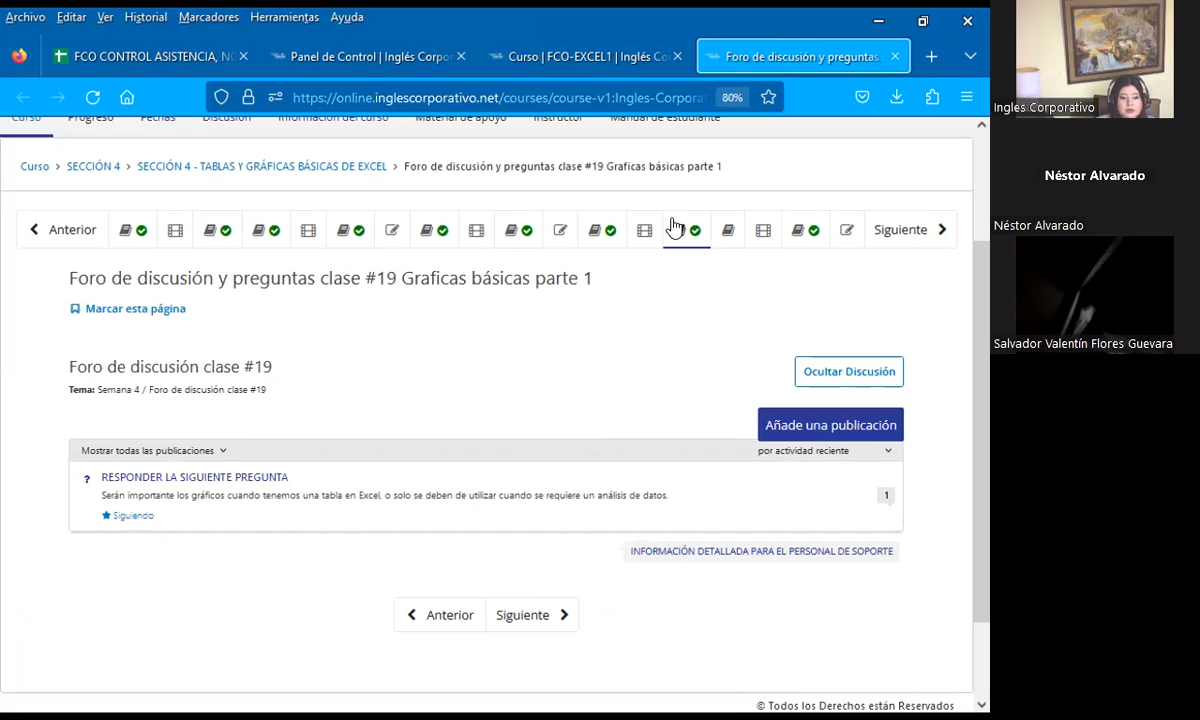 Archivo Editar Ver Historial Marcadores Herramientas Ayuda
FCO CONTROL ASISTENCIA, NO
Panel de Control | Inglés Corpor
Curso | FCO-EXCEL1 | Inglés Co
Foro de discusión y preguntas
https://online.inglescorporativo.net/courses/course-v1:Ingles-Corpora
80%
Curso Progreso Fechas Discusión Información del curso Material de apoyo Instructor Manual de estudiante
Curso > SECCIÓN 4 > SECCIÓN 4 - TABLAS Y GRÁFICAS BÁSICAS DE EXCEL > Foro de discusión y preguntas clase #19 Graficas básicas parte 1
Anterior
Siguiente
Foro de discusión y preguntas clase #19 Graficas básicas parte 1
Marcar esta página
Foro de discusión clase #19
Ocultar Discusión
Tema: Semana 4 / Foro de discusión clase #19
Añade una publicación
Mostrar todas las publicaciones
por actividad reciente
? RESPONDER LA SIGUIENTE PREGUNTA
Serán importante los gráficos cuando tenemos una tabla en Excel, o solo se deben de utilizar cuando se requiere un análisis de datos.
1
Siguiendo
INFORMACIÓN DETALLADA PARA EL PERSONAL DE SOPORTE
Anterior
Siguiente
© Todos los Derechos están Reservados
Ingles Corporativo
Néstor Alvarado
Néstor Alvarado
Salvador Valentín Flores Guevara